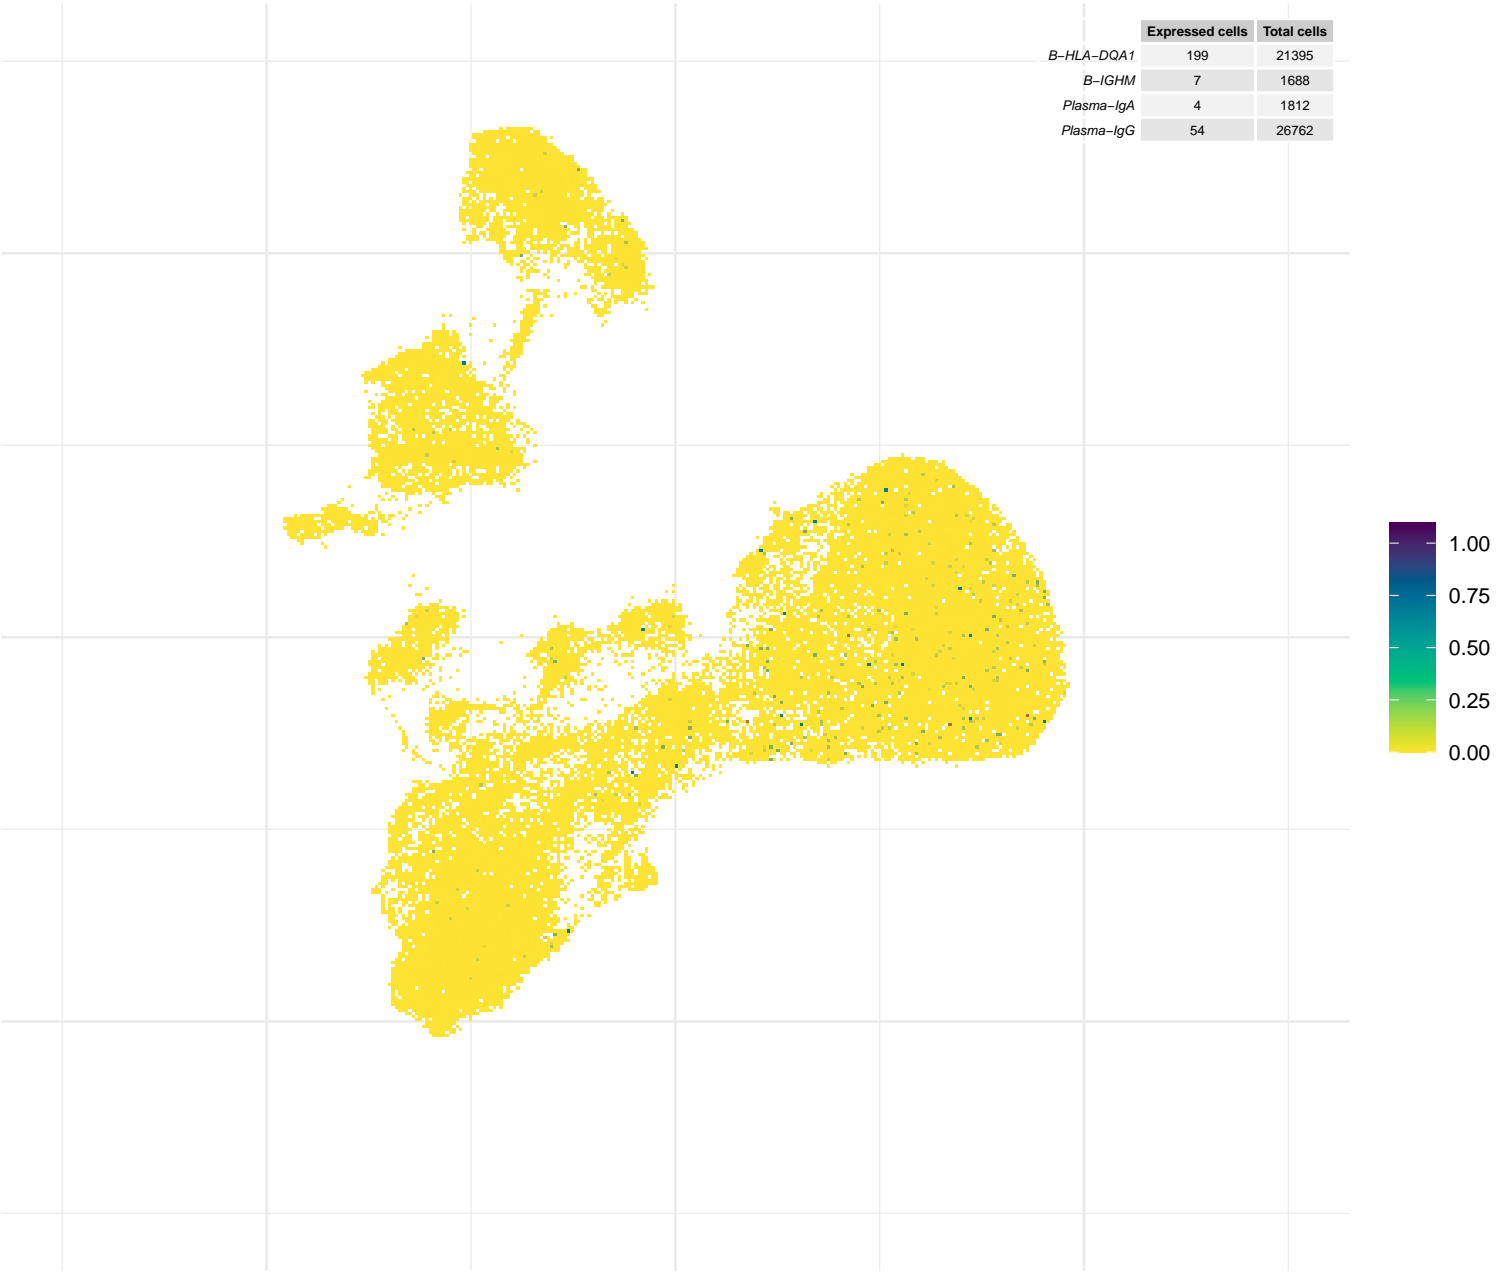 Expressed cells Total cells
B−HLA−DQA1 199 21395
B−IGHM 7 1688
Plasma−IgA 4 1812
Plasma−IgG 54 26762
1.00
0.75
0.50
0.25
0.00